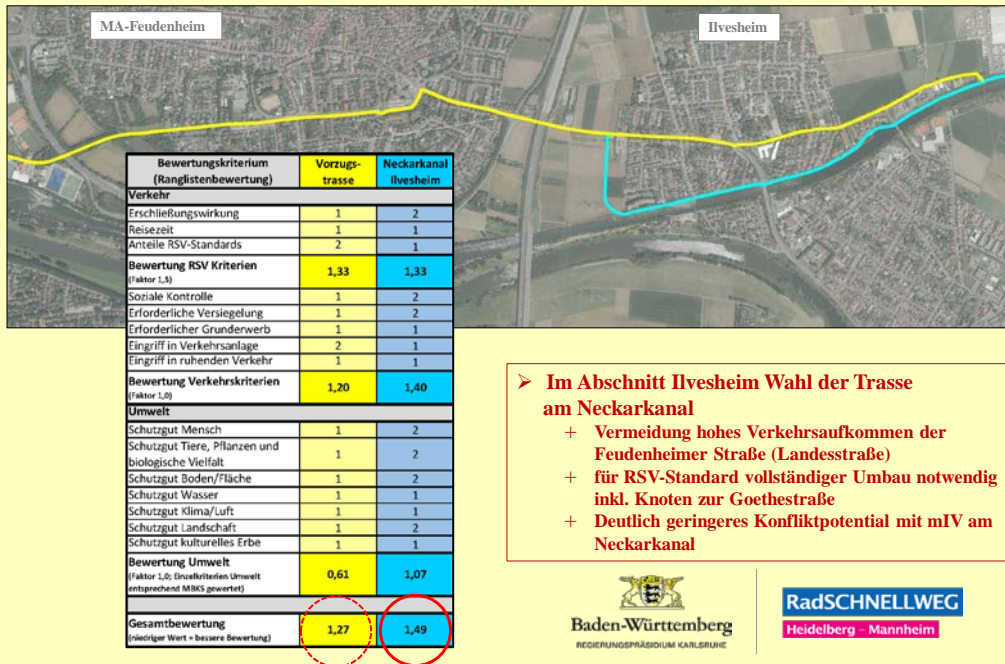 MA-Feudenheim
Ilvesheim
Bewertungskriterium Vorzugs- Neckarkanal
(Ranglistenbewertung) trasse Ilvesheim
Verkehr
Erschließungswirkung 1 2
Reisezeit 1 1
Anteile RSV-Standards 2 1
Bewertung RSV Kriterien 1,33 1,33
(Faktor 1,5)
Soziale Kontrolle 1 2
Erforderliche Versiegelung 1 2
Erforderlicher Grunderwerb 1 1
Eingriff in Verkehrsanlage 2 1
Eingriff in ruhenden Verkehr 1 1
Bewertung Verkehrskriterien 1,20 1,40
(Faktor 1,0)
Umwelt
Schutzgut Mensch 1 2
Schutzgut Tiere, Pflanzen und
biologische Vielfalt 1 2
Schutzgut Boden/Fläche 1 2
Schutzgut Wasser 1 1
Schutzgut Klima/Luft 1 1
Schutzgut Landschaft 1 2
Schutzgut kulturelles Erbe 1 1
Bewertung Umwelt
(Faktor 1,0; Einzelkriterien Umwelt 0,61 1,07
entsprechend MBKS gewertet)
Gesamtbewertung 1,27 1,49
(niedriger Wert = bessere Bewertung)
➢ Im Abschnitt Ilvesheim Wahl der Trasse
am Neckarkanal
+ Vermeidung hohes Verkehrsaufkommen der
Feudenheimer Straße (Landesstraße)
+ für RSV-Standard vollständiger Umbau notwendig
inkl. Knoten zur Goethestraße
+ Deutlich geringeres Konfliktpotential mit mIV am
Neckarkanal
Baden-Württemberg
REGIERUNGSPRÄSIDIUM KARLSRUHE
RadSCHNELLWEG
Heidelberg – Mannheim